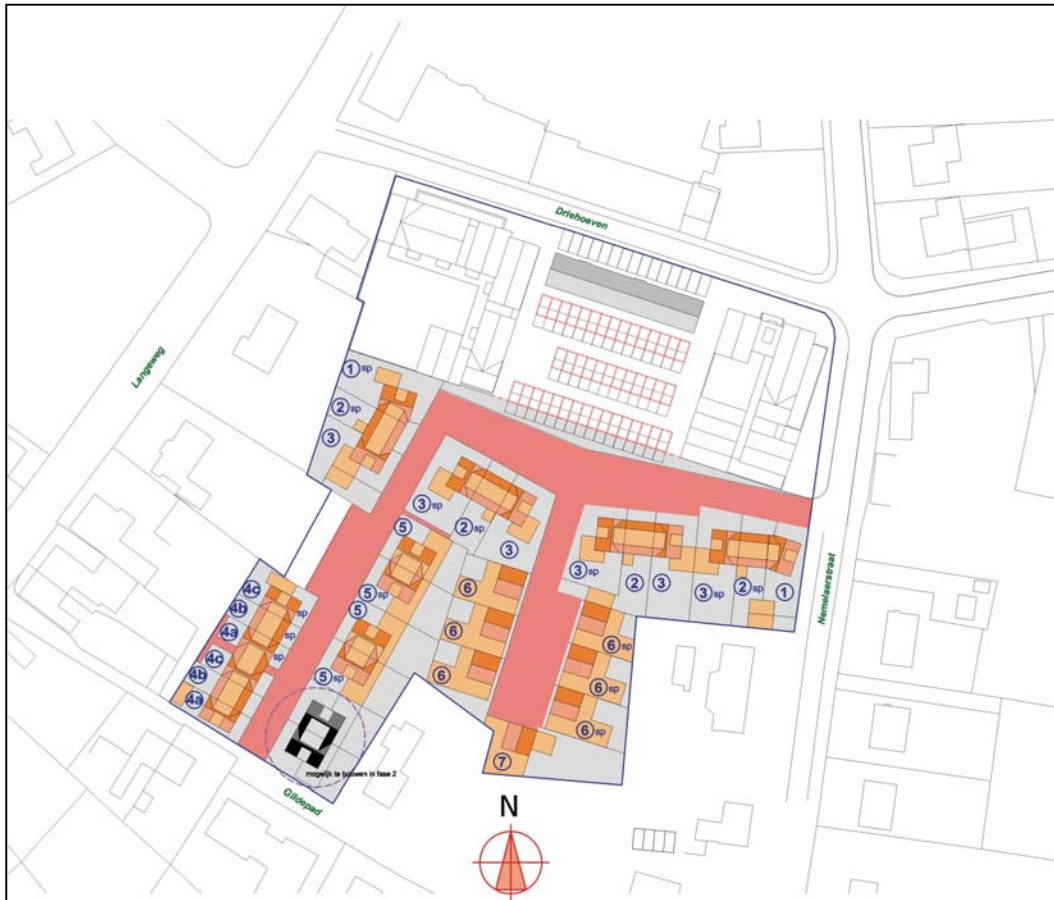 Driehoeven
Langeweg
1 sp
2 sp
3
3 sp
2 sp
3
5
5 sp
5
5 sp
6
6
6
3 sp
2
3
3 sp
2 sp
1
Nemelaerstraat
6 sp
6 sp
6 sp
7
4c sp
4b
4a sp
4c sp
4b
4a
mogelijk te bouwen in fase 2
Gildepad
N